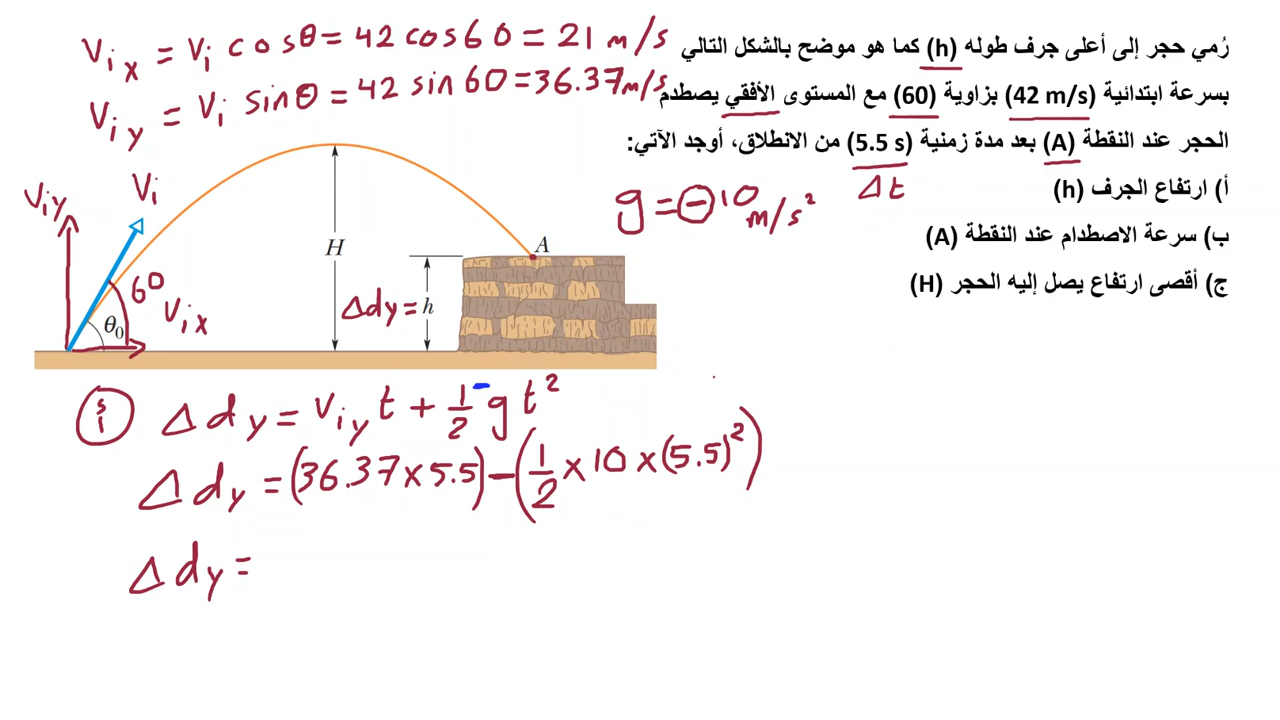 رُمي حجر إلى أعلى جرف طوله (h) كما هو موضح بالشكل التالي
بسرعة ابتدائية (42 m/s) بزاوية (60) مع المستوى الأفقي يصطدم
الحجر عند النقطة (A) بعد مدة زمنية (5.5 s) من الانطلاق، أوجد الآتي:
أ) ارتفاع الجرف (h)
ب) سرعة الاصطدام عند النقطة (A)
ج) أقصى ارتفاع يصل إليه الحجر (H)
Vix = Vi cosθ = 42 cos60 = 21 m/s
Viy = Vi sinθ = 42 sin 60 = 36.37 m/s
Δt
g = -10 m/s²
Viy
Vi
60
Vix
θ0
H
A
Δdy = h
Δdy = Viy t + 1/2 - g t²
Δdy = (36.37 × 5.5) - (1/2 × 10 × (5.5)²)
Δdy =